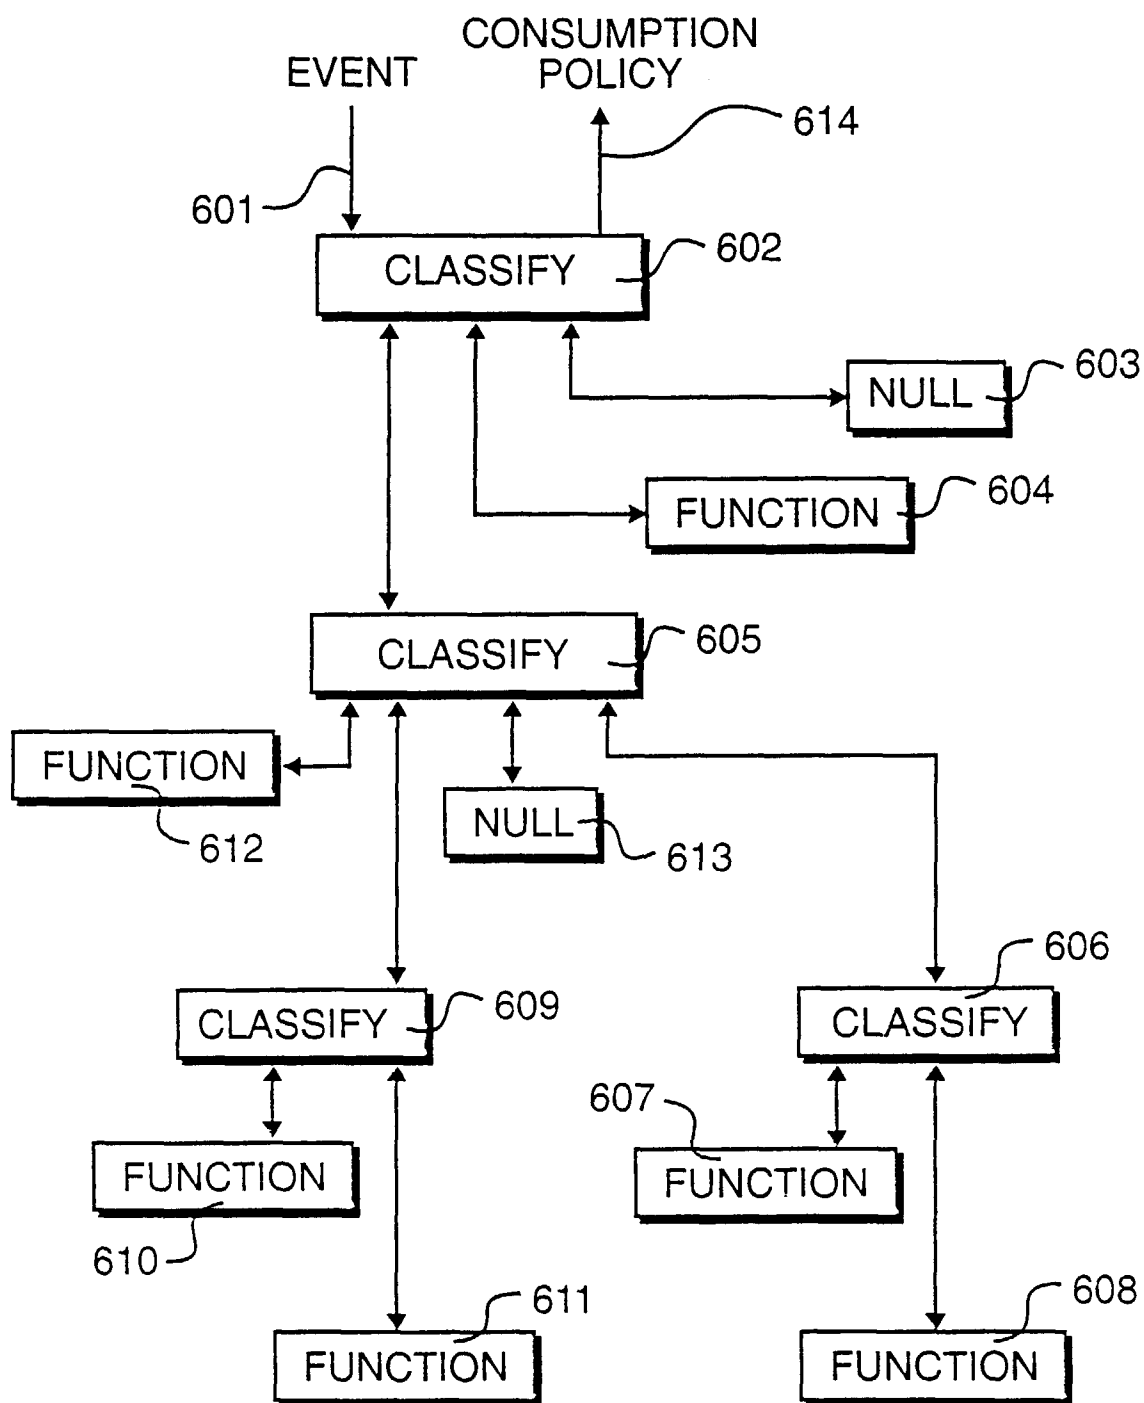 CONSUMPTION
POLICY
EVENT
614
601
CLASSIFY
602
603
NULL
604
FUNCTION
605
CLASSIFY
FUNCTION
612
NULL
613
606
609
CLASSIFY
CLASSIFY
607
FUNCTION
610
FUNCTION
611
FUNCTION
608
FUNCTION